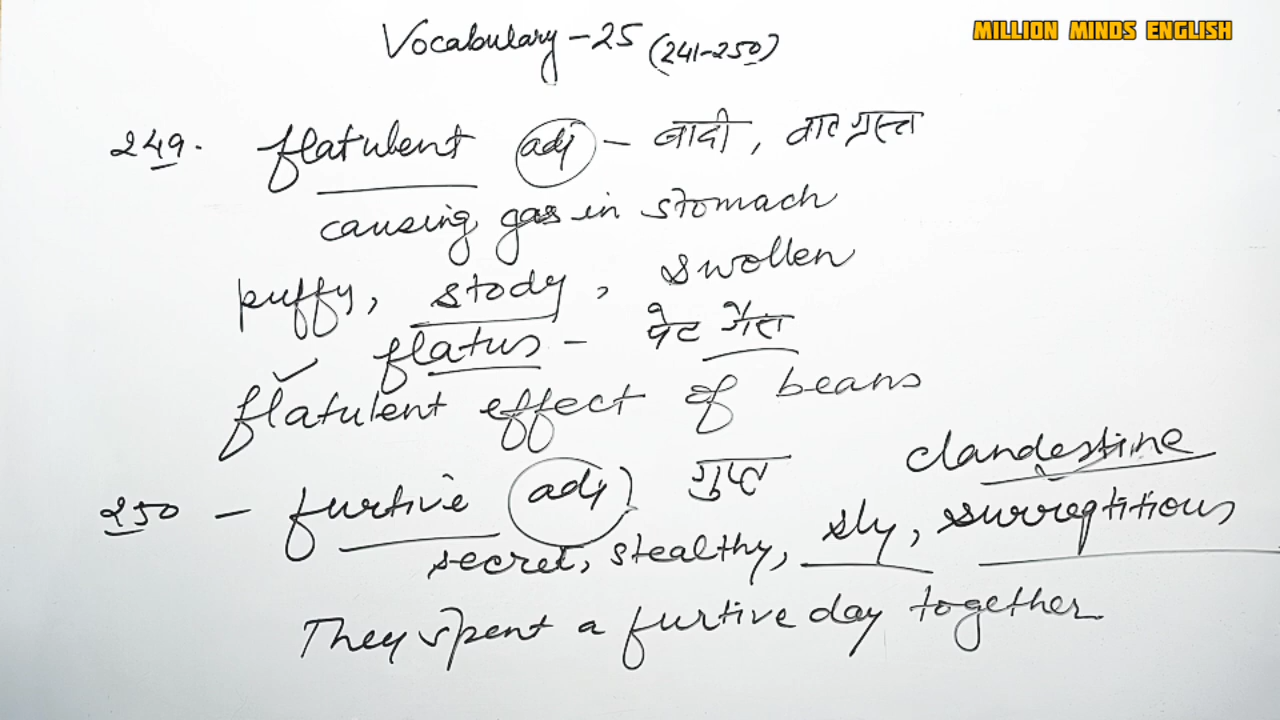 MILLION MINDS ENGLISH
Vocabulary - 25 (241-250)
249. flatulent (adj) - बादी, वातग्रस्त
causing gas in stomach
puffy, stody, swollen
flatus - पेट गैस
✓ flatulent effect of beans
clandestine
250 - furtive (adj) गुप्त
secret, stealthy, sly, surreptitious
They spent a furtive day together